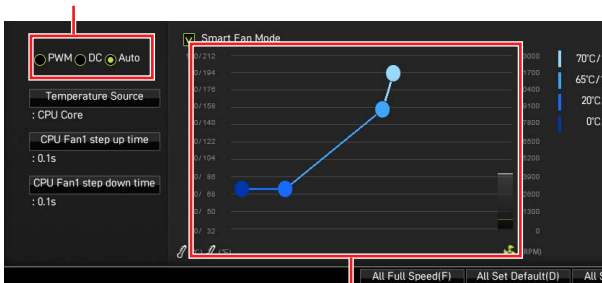 PWM DC Auto
Temperature Source
: CPU Core
CPU Fan1 step up time
: 0.1s
CPU Fan1 step down time
: 0.1s
Smart Fan Mode
0/212
0/194
0/176
0/158
0/140
0/122
0/104
0/ 86
0/ 68
0/ 50
0/ 32
(°F)
3000
1700
0400
9100
7800
6500
5200
3900
2600
1300
0
(RPM)
70°C/
65°C/
20°C
0°C
All Full Speed(F) All Set Default(D) All S